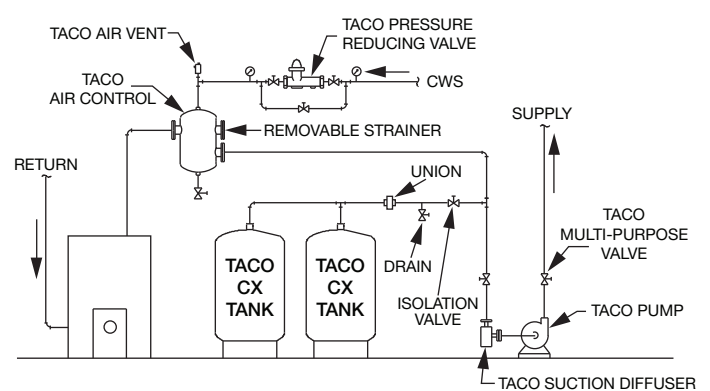 TACO AIR VENT
TACO PRESSURE
REDUCING VALVE
TACO
AIR CONTROL
CWS
SUPPLY
REMOVABLE STRAINER
RETURN
UNION
TACO
MULTI-PURPOSE
VALVE
TACO
CX
TANK
TACO
CX
TANK
DRAIN
ISOLATION
VALVE
TACO PUMP
TACO SUCTION DIFFUSER